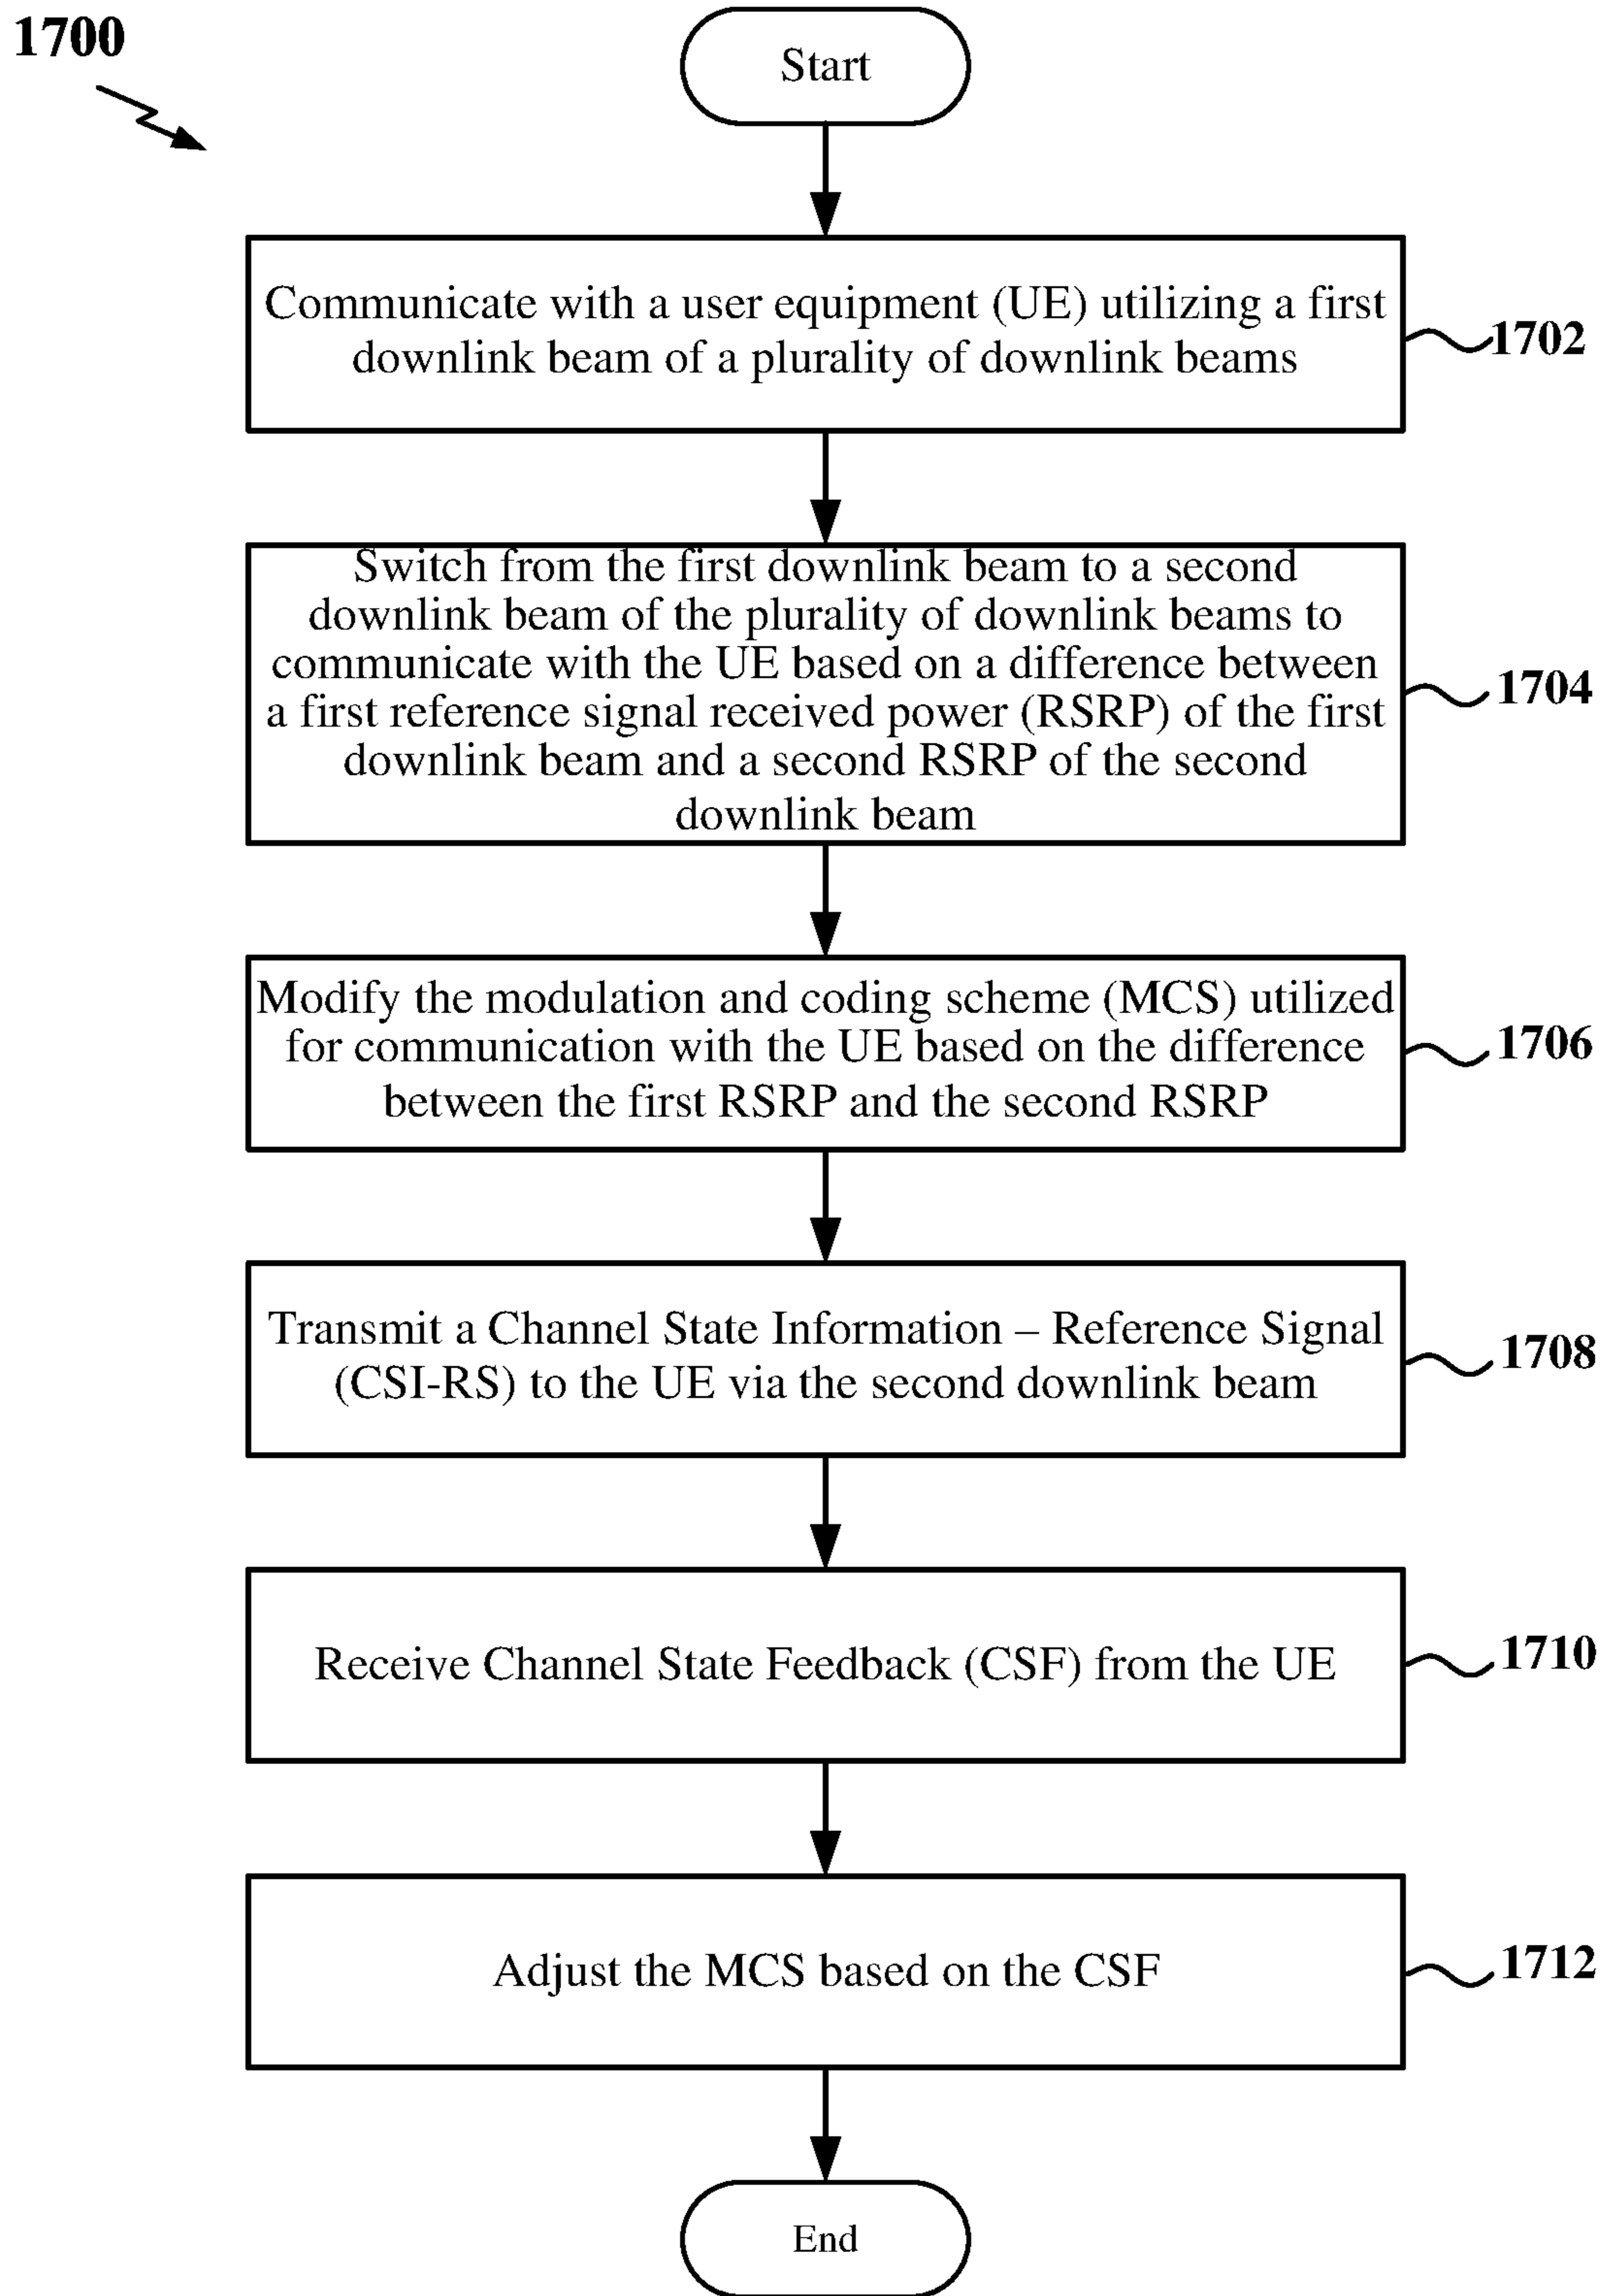 1700
Start
Communicate with a user equipment (UE) utilizing a first
downlink beam of a plurality of downlink beams
1702
Switch from the first downlink beam to a second
downlink beam of the plurality of downlink beams to
communicate with the UE based on a difference between
a first reference signal received power (RSRP) of the first
downlink beam and a second RSRP of the second
downlink beam
1704
Modify the modulation and coding scheme (MCS) utilized
for communication with the UE based on the difference
between the first RSRP and the second RSRP
1706
Transmit a Channel State Information – Reference Signal
(CSI-RS) to the UE via the second downlink beam
1708
Receive Channel State Feedback (CSF) from the UE
1710
Adjust the MCS based on the CSF
1712
End